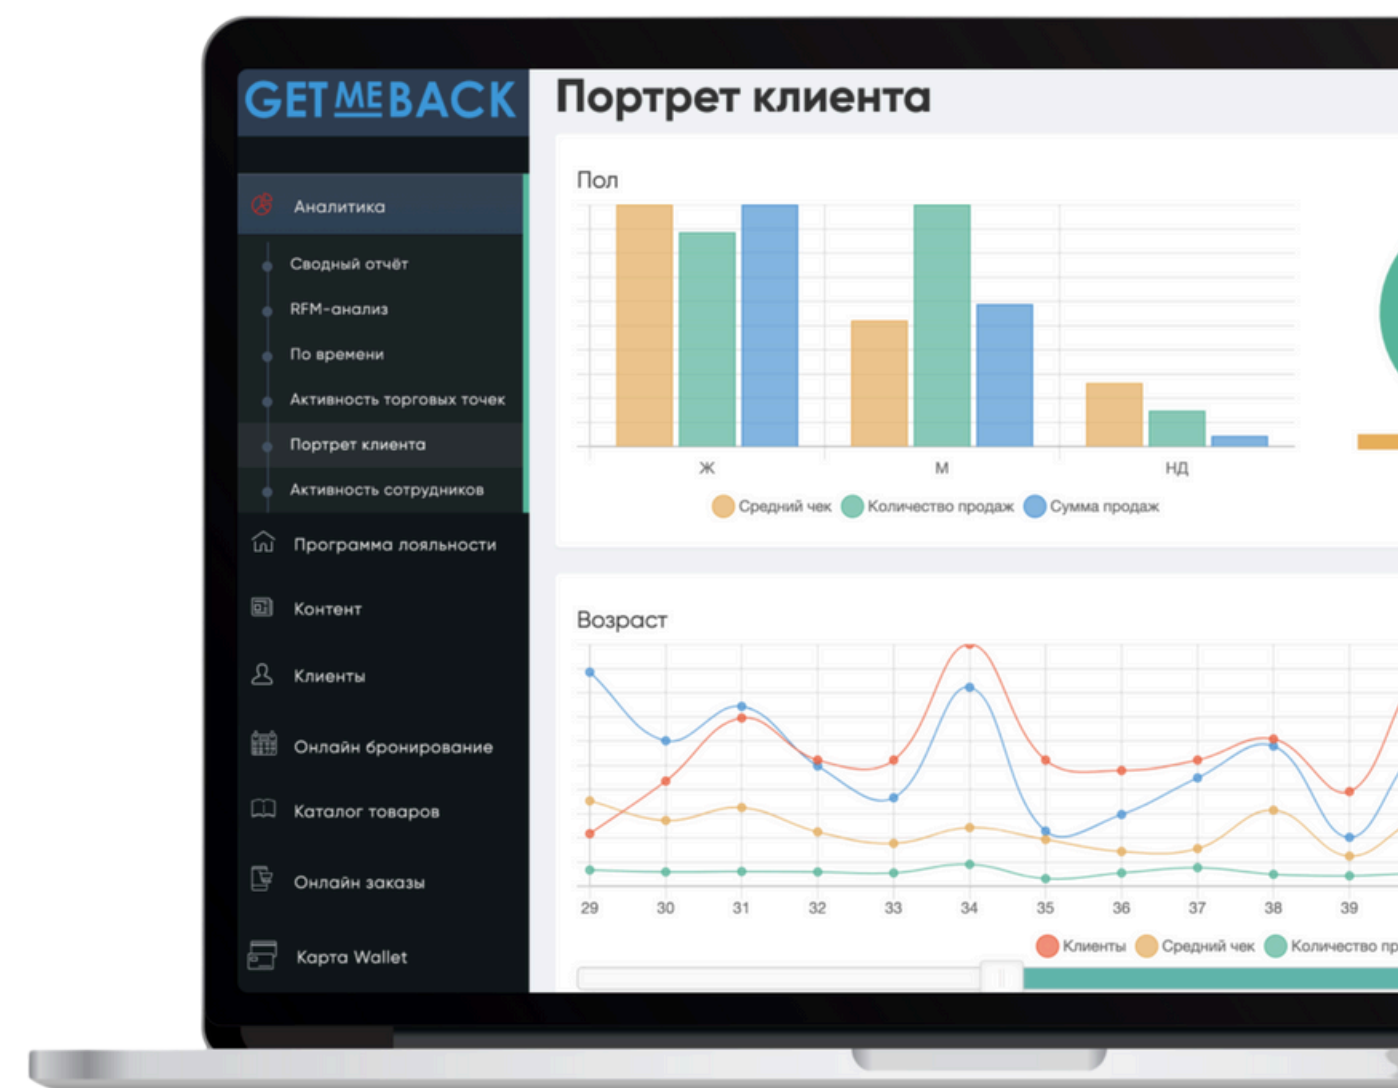 GETMEBACK
Аналитика
Сводный отчёт
RFM-анализ
По времени
Активность торговых точек
Портрет клиента
Активность сотрудников
Программа лояльности
Контент
Клиенты
Онлайн бронирование
Каталог товаров
Онлайн заказы
Карта Wallet
Портрет клиента
Пол
Ж М НД
Средний чек Количество продаж Сумма продаж
Возраст
29 30 31 32 33 34 35 36 37 38 39
Клиенты Средний чек Количество пр